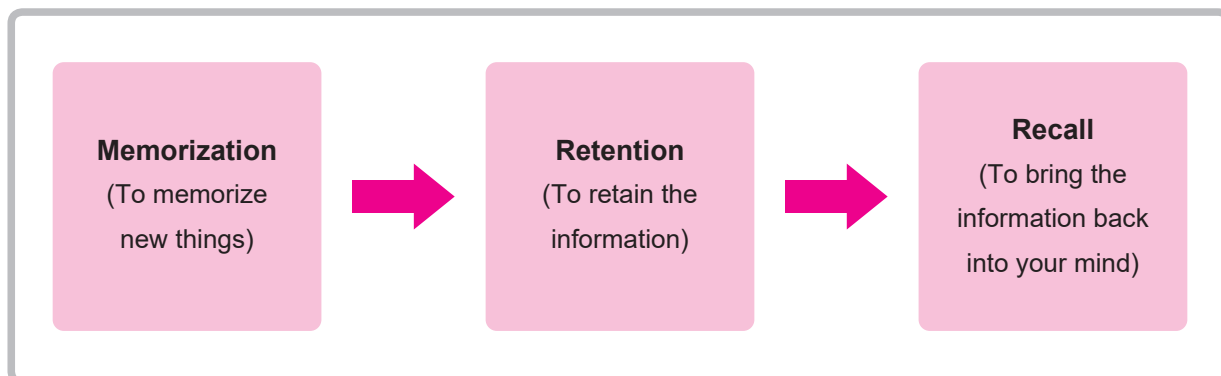 Memorization
(To memorize
new things)
Retention
(To retain the
information)
Recall
(To bring the
information back
into your mind)